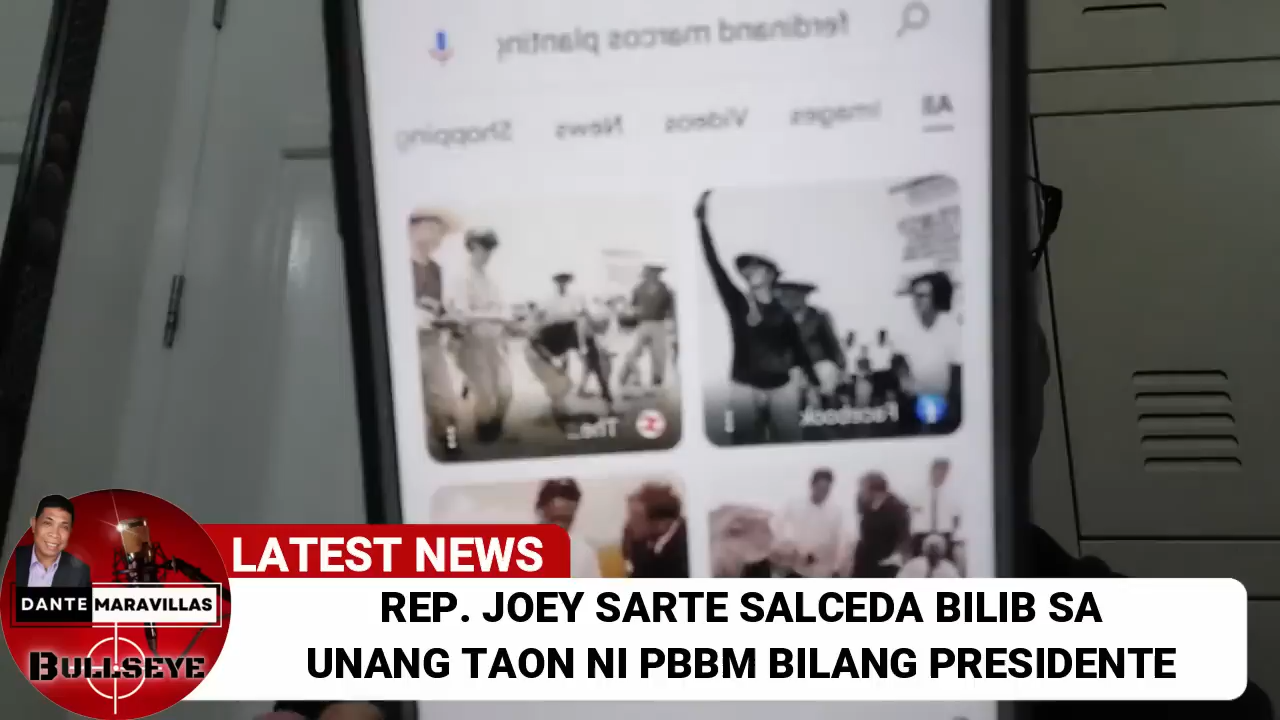 ferdinand marcos planting
All Images Videos News Shopping
Facebook
The...
LATEST NEWS
REP. JOEY SARTE SALCEDA BILIB SA
UNANG TAON NI PBBM BILANG PRESIDENTE
DANTE MARAVILLAS
BULLSEYE